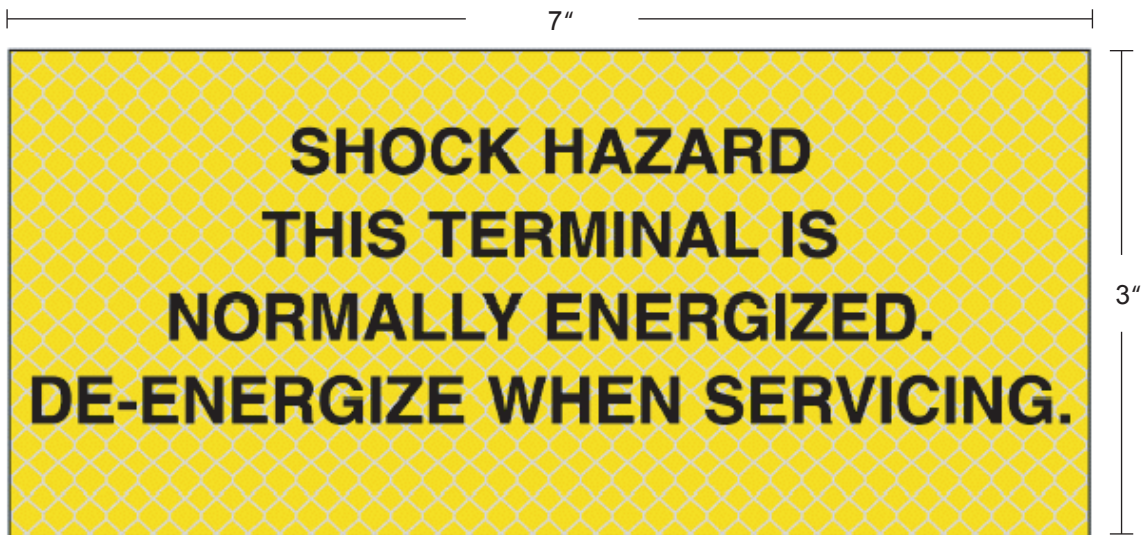 7“
SHOCK HAZARD
THIS TERMINAL IS
NORMALLY ENERGIZED.
DE-ENERGIZE WHEN SERVICING.
3“